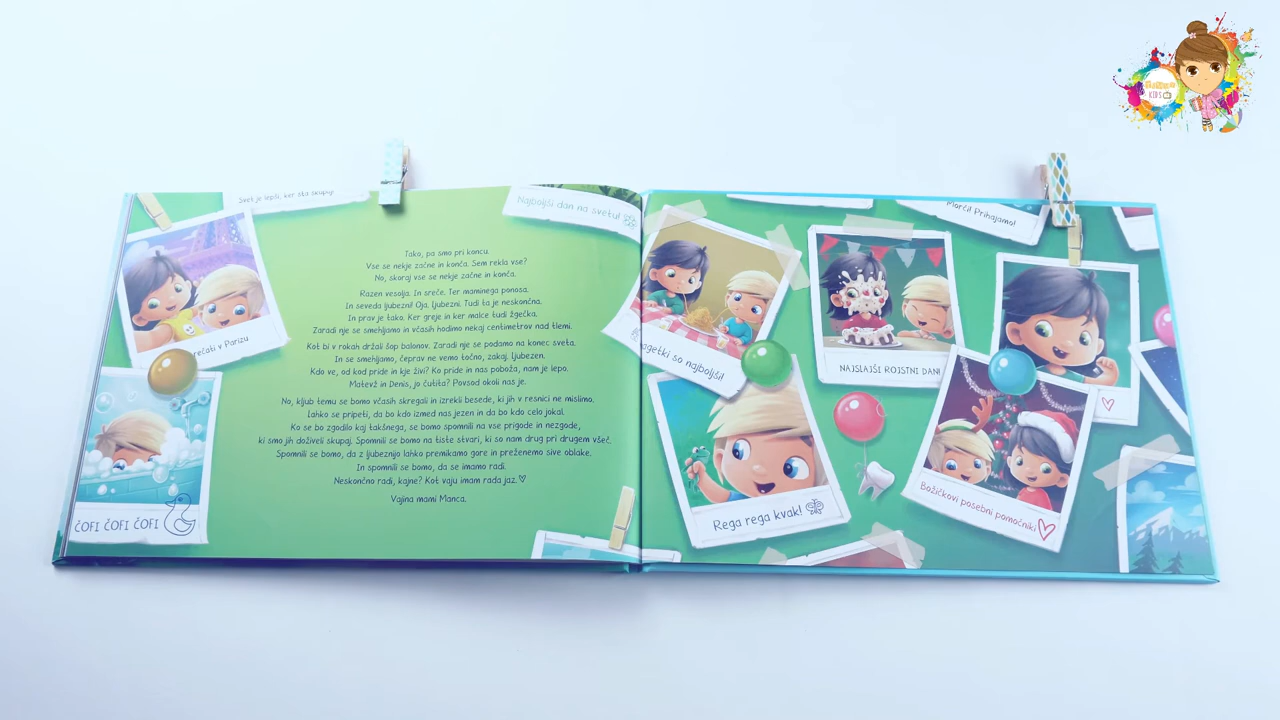 Svet je lepši, ker sta skupaj!
Najboljši dan na svetu!
Tako, pa smo pri koncu.
Vse se nekje začne in konča. Sem rekla vse?
No, skoraj vse se nekje začne in konča.
Razen vesolja. In sreče. Ter maminega ponosa.
In seveda ljubezni! Oja, ljubezni. Tudi ta je neskončna.
In prav je tako. Ker greje in ker malce tudi žgečka.
Zaradi nje se smehljamo in včasih hodimo nekaj centimetrov nad tlemi.
Kot bi v rokah držali šop balonov. Zaradi nje se podamo na konec sveta.
In se smehljamo, čeprav ne vemo točno, zakaj. Ljubezen.
Kdo ve, od kod pride in kje živi? Ko pride in nas poboža, nam je lepo.
Matevž in Denis, jo čutita? Povsod okoli nas je.
No, kljub temu se bomo včasih skregali in izrekli besede, ki jih v resnici ne mislimo.
Lahko se pripeti, da bo kdo izmed nas jezen in da bo kdo celo jokal.
Ko se bo zgodilo kaj takšnega, se bomo spomnili na vse prigode in nezgode,
ki smo jih doživeli skupaj. Spomnili se bomo na tiste stvari, ki so nam drug pri drugem všeč.
Spomnili se bomo, da z ljubeznijo lahko premikamo gore in preženemo sive oblake.
In spomnili se bomo, da se imamo radi.
Neskončno radi, kajne? Kot vaju imam rada jaz.♡
Vajina mami Manca.
rečati v Parizu
ČOFI ČOFI ČOFI
Marči! Prihajamo!
getki so najboljši!
NAJSLAJŠI ROJSTNI DAN!
Rega rega kvak!
Božičkovi posebni pomočniki
KIDS